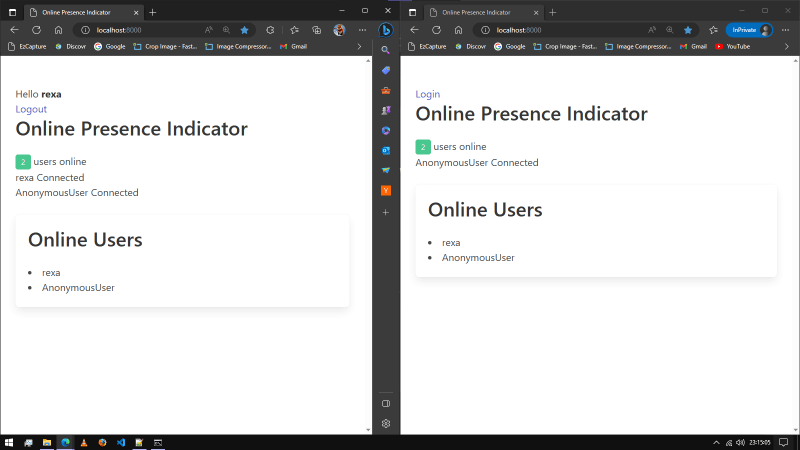 Online Presence Indicator
localhost:8000
EzCapture Discovr Google Crop Image - Fast... Image Compressor... Gmail
Hello rexa
Logout
Online Presence Indicator
2 users online
rexa Connected
AnonymousUser Connected
Online Users
rexa
AnonymousUser
Online Presence Indicator
localhost:8000
InPrivate
EzCapture Discovr Google Crop Image - Fast... Image Compressor... Gmail YouTube
Login
Online Presence Indicator
2 users online
AnonymousUser Connected
Online Users
rexa
AnonymousUser
23:15:05